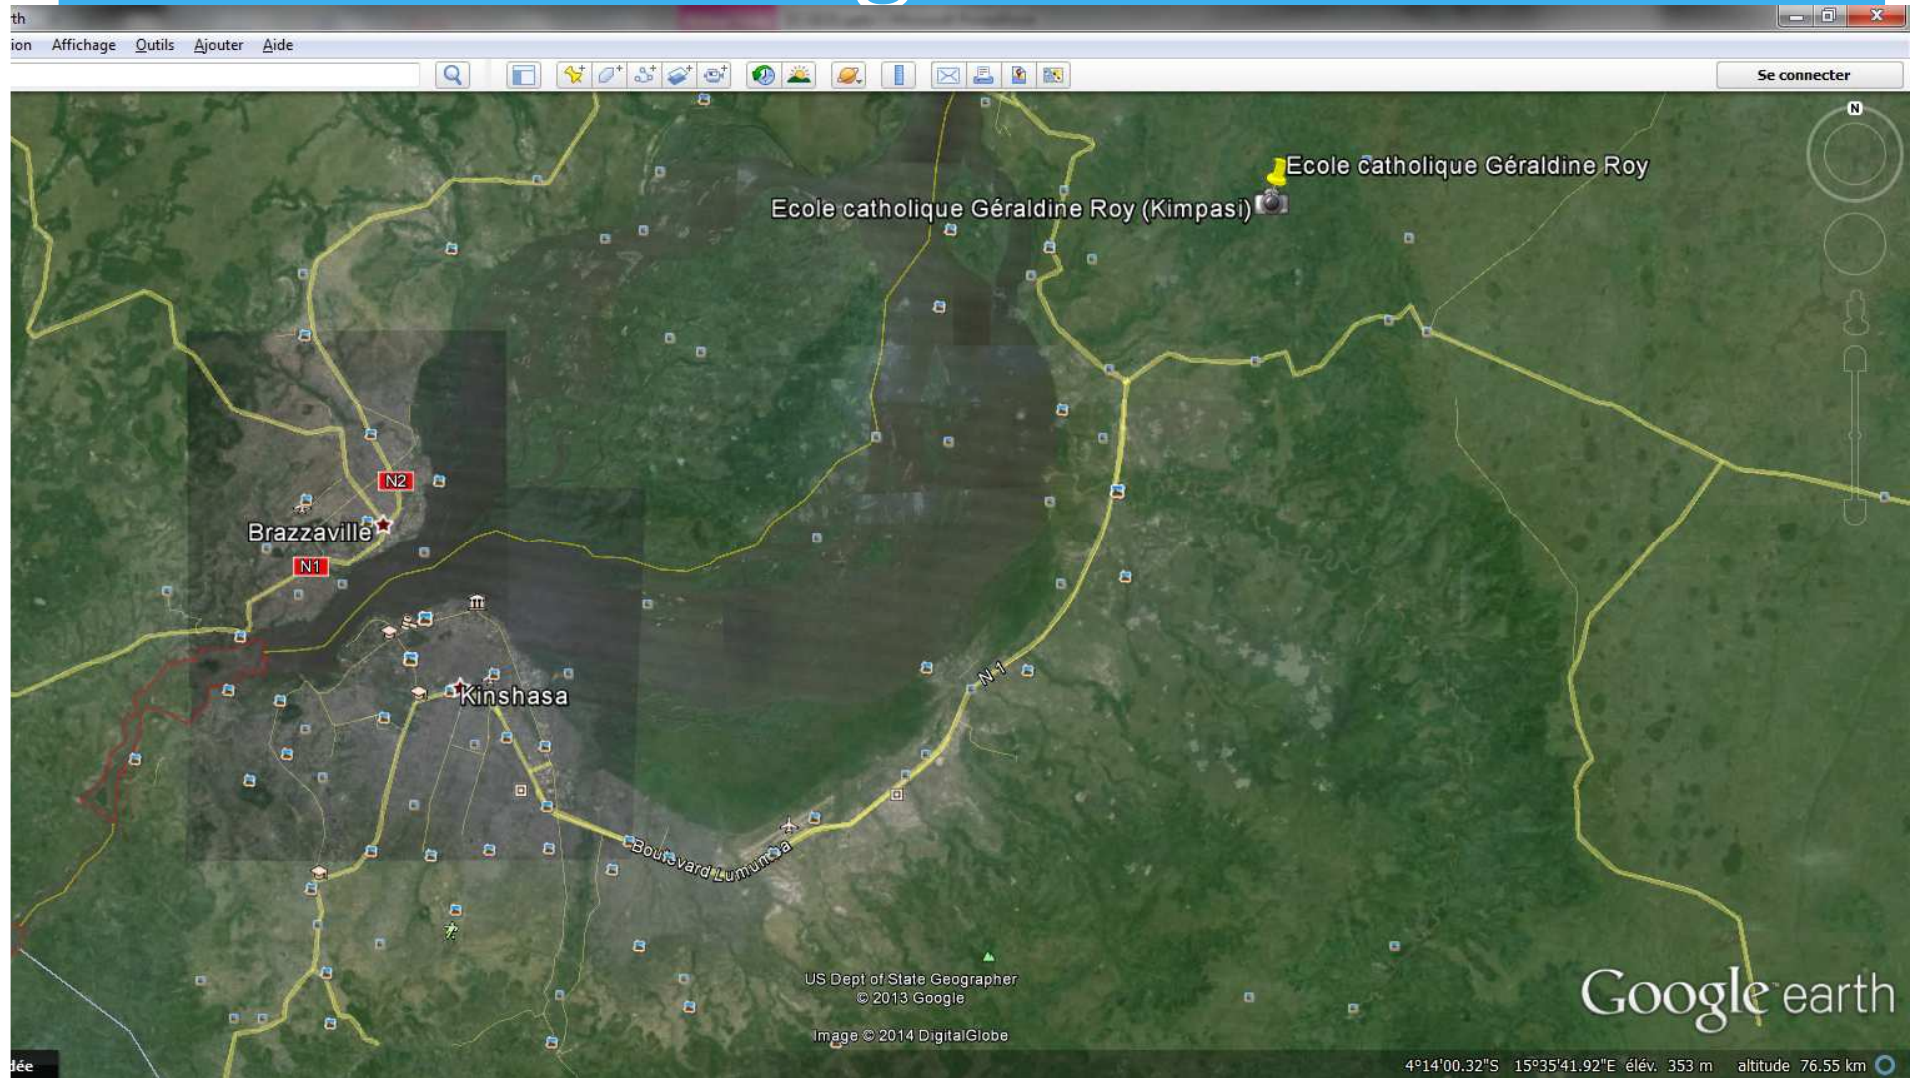 th
ion Affichage Outils Ajouter Aide
Se connecter
N
Ecole catholique Géraldine Roy
Ecole catholique Géraldine Roy (Kimpasi)
N2
Brazzaville
N1
Kinshasa
N 1
Boulevard Lumumba
US Dept of State Geographer
© 2013 Google
Image © 2014 DigitalGlobe
Google earth
dée
4°14'00.32"S 15°35'41.92"E élév. 353 m altitude 76.55 km